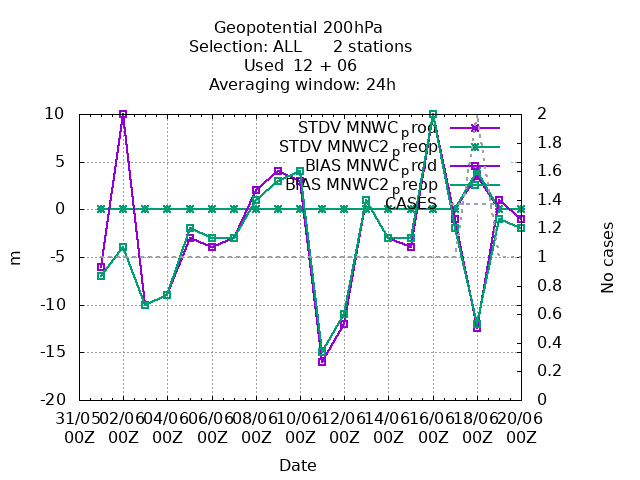 Geopotential 200hPa
Selection: ALL 2 stations
Used 12 + 06
Averaging window: 24h
STDV MNWC_prod
STDV MNWC2_preop
BIAS MNWC_prod
BIAS MNWC2_preop
CASES
10
5
0
-5
-10
-15
-20
m
2
1.8
1.6
1.4
1.2
1
0.8
0.6
0.4
0.2
0
No cases
31/05 02/06 04/06 06/06 08/06 10/06 12/06 14/06 16/06 18/06 20/06
00Z 00Z 00Z 00Z 00Z 00Z 00Z 00Z 00Z 00Z 00Z
Date